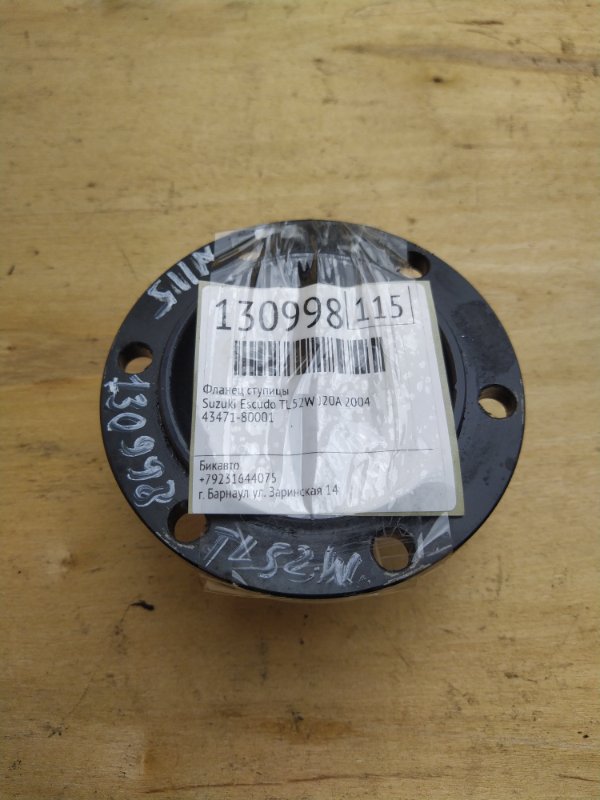 130998 115
Фланец ступицы
Suzuki Escudo TL52W J20A 2004
43471-80001
Бикавто
+79231644075
г. Барнаул ул. Заринская 14
130998
TL52W